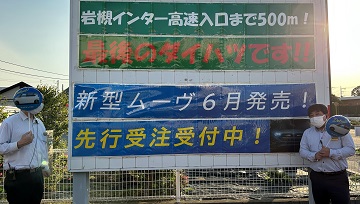 岩槻インター高速入口まで500m！
最後のダイハツです!!
新型ムーヴ６月発売！
先行受注受付中！